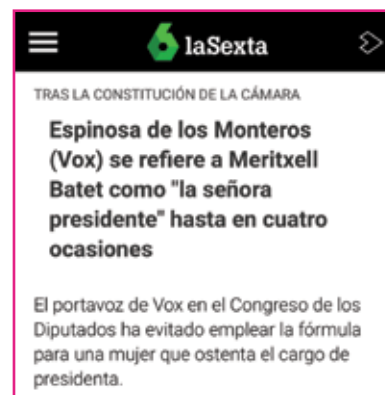 laSexta
TRAS LA CONSTITUCIÓN DE LA CÁMARA
Espinosa de los Monteros
(Vox) se refiere a Meritxell
Batet como "la señora
presidente" hasta en cuatro
ocasiones
El portavoz de Vox en el Congreso de los
Diputados ha evitado emplear la fórmula
para una mujer que ostenta el cargo de
presidenta.